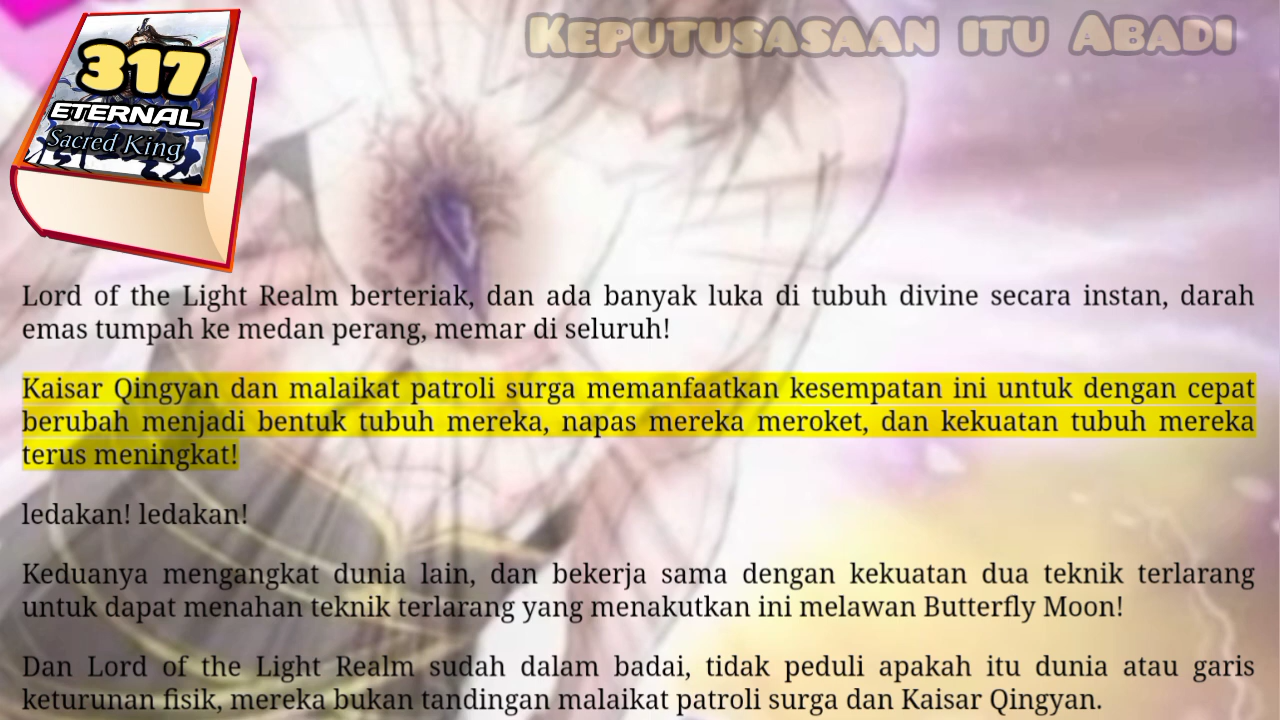 Keputusasaan itu Abadi
317
ETERNAL
Sacred King
Lord of the Light Realm berteriak, dan ada banyak luka di tubuh divine secara instan, darah
emas tumpah ke medan perang, memar di seluruh!
Kaisar Qingyan dan malaikat patroli surga memanfaatkan kesempatan ini untuk dengan cepat
berubah menjadi bentuk tubuh mereka, napas mereka meroket, dan kekuatan tubuh mereka
terus meningkat!
ledakan! ledakan!
Keduanya mengangkat dunia lain, dan bekerja sama dengan kekuatan dua teknik terlarang
untuk dapat menahan teknik terlarang yang menakutkan ini melawan Butterfly Moon!
Dan Lord of the Light Realm sudah dalam badai, tidak peduli apakah itu dunia atau garis
keturunan fisik, mereka bukan tandingan malaikat patroli surga dan Kaisar Qingyan.